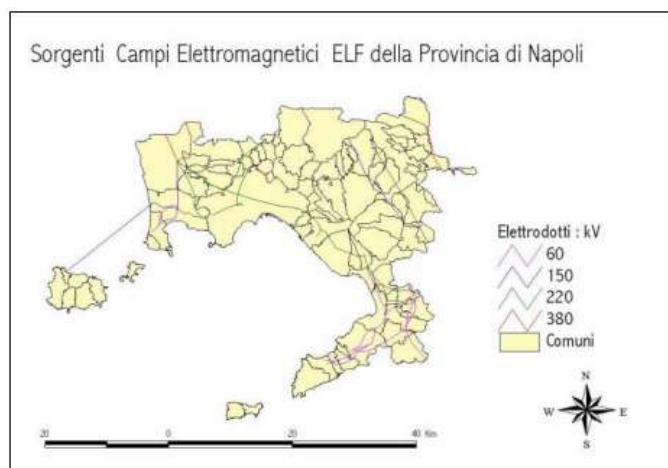 Sorgenti Campi Elettromagnetici ELF della Provincia di Napoli
Elettrodotti : kV
60
150
220
380
Comuni
N
W E
S
20 0 20 40 Km